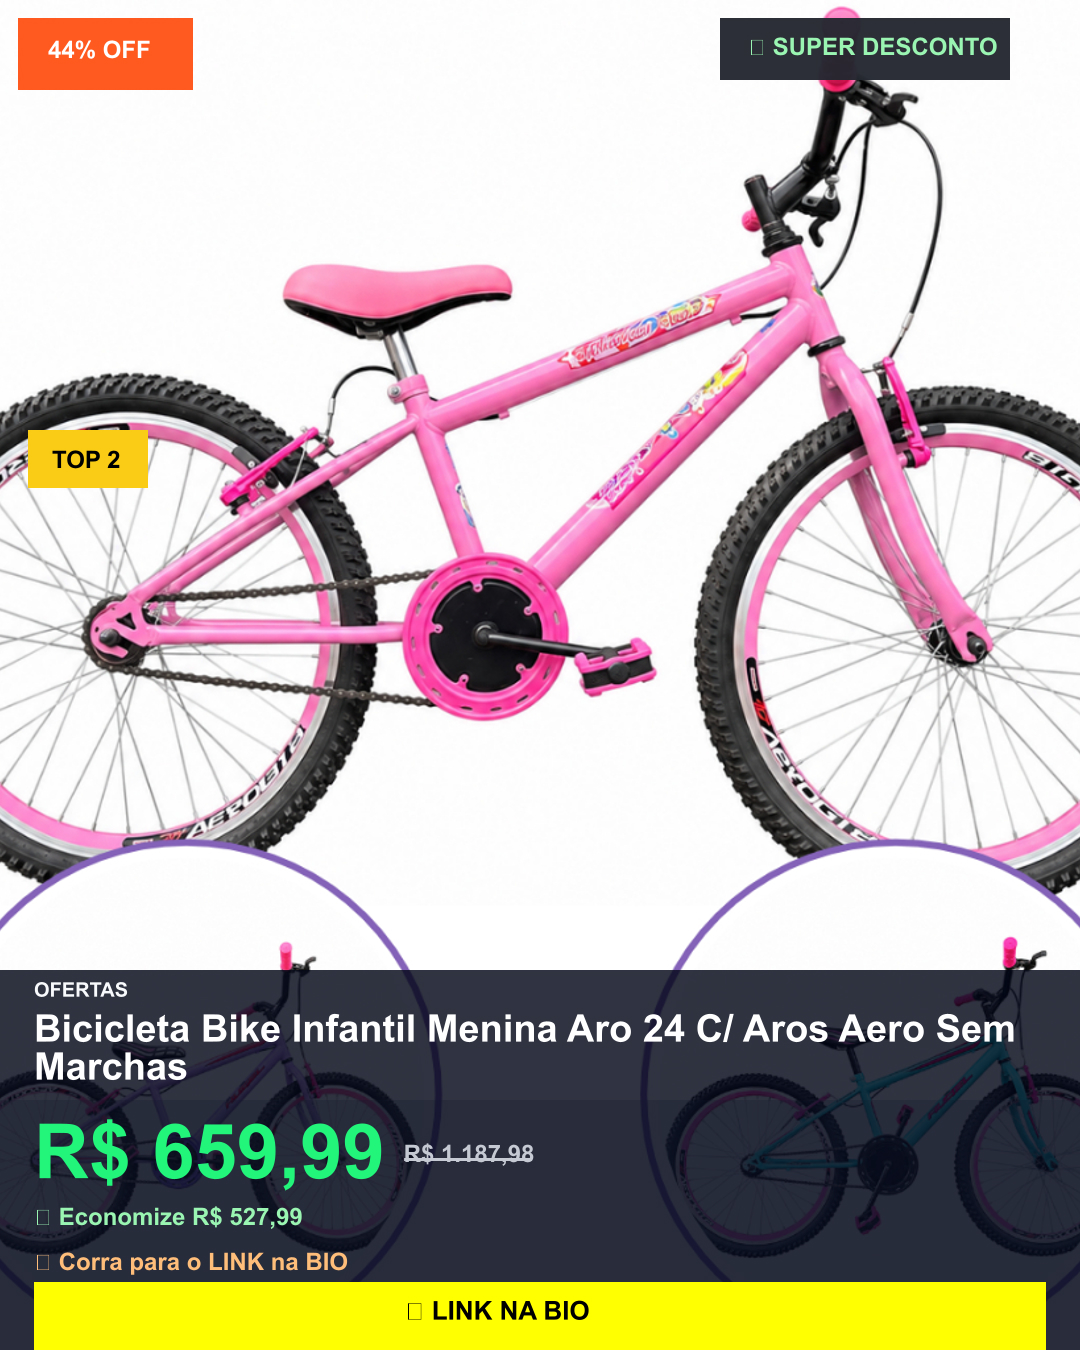 44% OFF
SUPER DESCONTO
TOP 2
AEROGTA
OFERTAS
Bicicleta Bike Infantil Menina Aro 24 C/ Aros Aero Sem
Marchas
R$ 659,99 R$ 1.187,98
Economize R$ 527,99
Corra para o LINK na BIO
LINK NA BIO